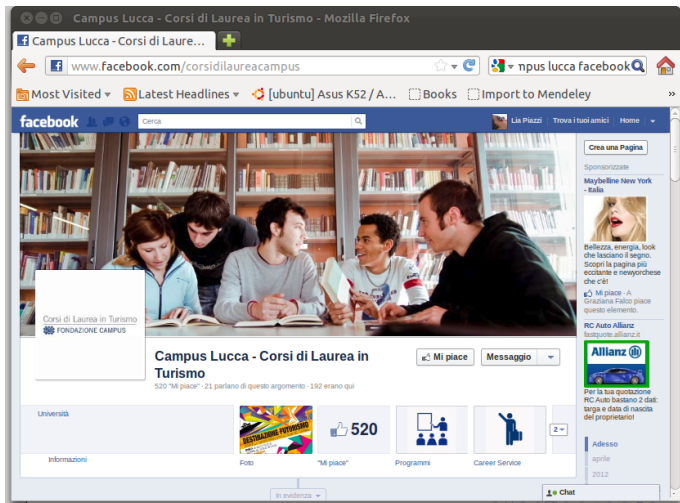 Campus Lucca - Corsi di Laurea in Turismo - Mozilla Firefox
Campus Lucca - Corsi di Laure...
www.facebook.com/corsidilaureacampus
npus lucca facebook
Most Visited
Latest Headlines
[ubuntu] Asus K52 / A...
Books
Import to Mendeley
»
facebook
Cerca
Lia Piazzi
Trova i tuoi amici
Home
Crea una Pagina
Sponsorizzate
Maybelline New York
- Italia
Bellezza, energia, look
che lasciano il segno.
Scopri la pagina più
eccitante e newyorchese
che c'è!
Mi piace · A
Graziana Falco piace
questo elemento.
RC Auto Allianz
fastquote.allianz.it
Allianz
Per la tua quotazione
RC Auto bastano 2 dati:
targa e data di nascita
del proprietario!
Corsi di Laurea in Turismo
FONDAZIONE CAMPUS
Campus Lucca - Corsi di Laurea in
Turismo
520 "Mi piace" · 21 parlano di questo argomento · 192 erano qui
Mi piace
Messaggio
Università
Informazioni
DESTINAZIONE FUTURISMO
Foto
520
"Mi piace"
Programmi
Career Service
2
In evidenza
Adesso
aprile
2012
Chat